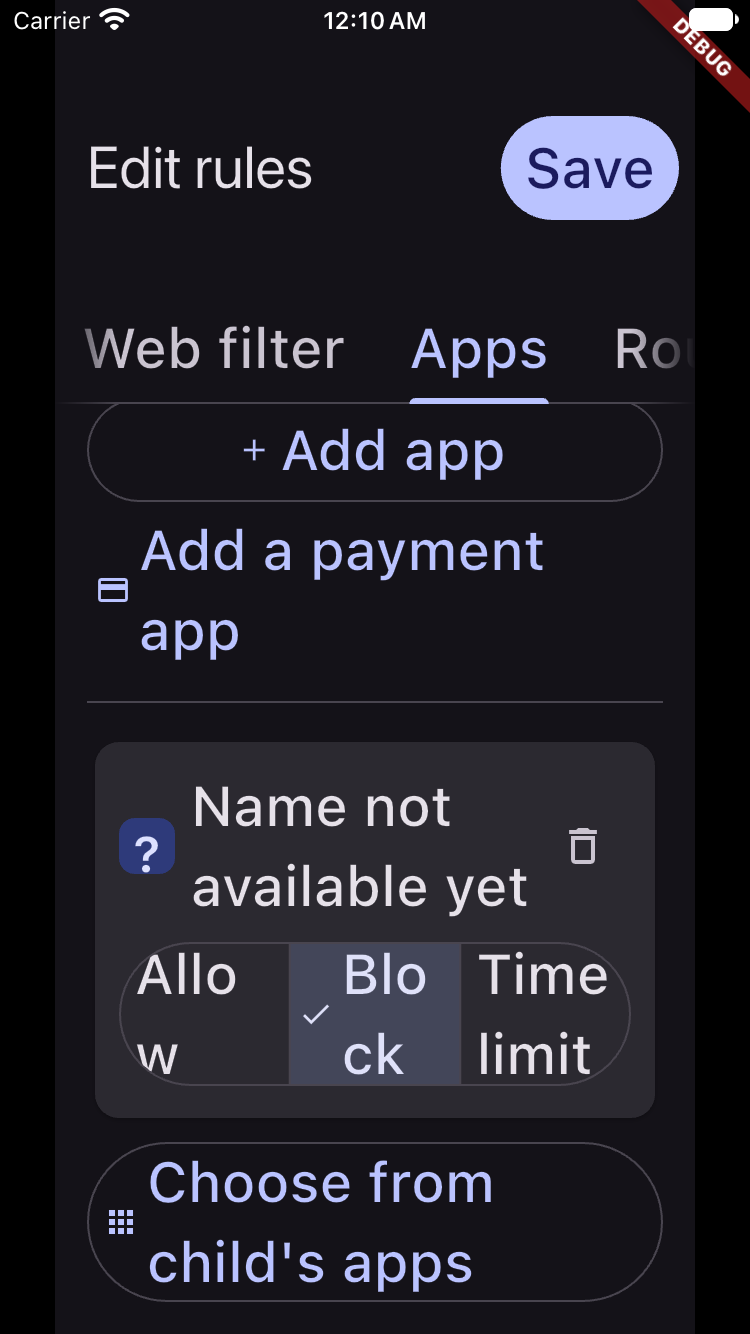 Carrier 12:10 AM
DEBUG
Edit rules Save
Web filter Apps Rou
+ Add app
Add a payment
app
? Name not
available yet
Allo
w
Blo
ck
Time
limit
Choose from
child's apps